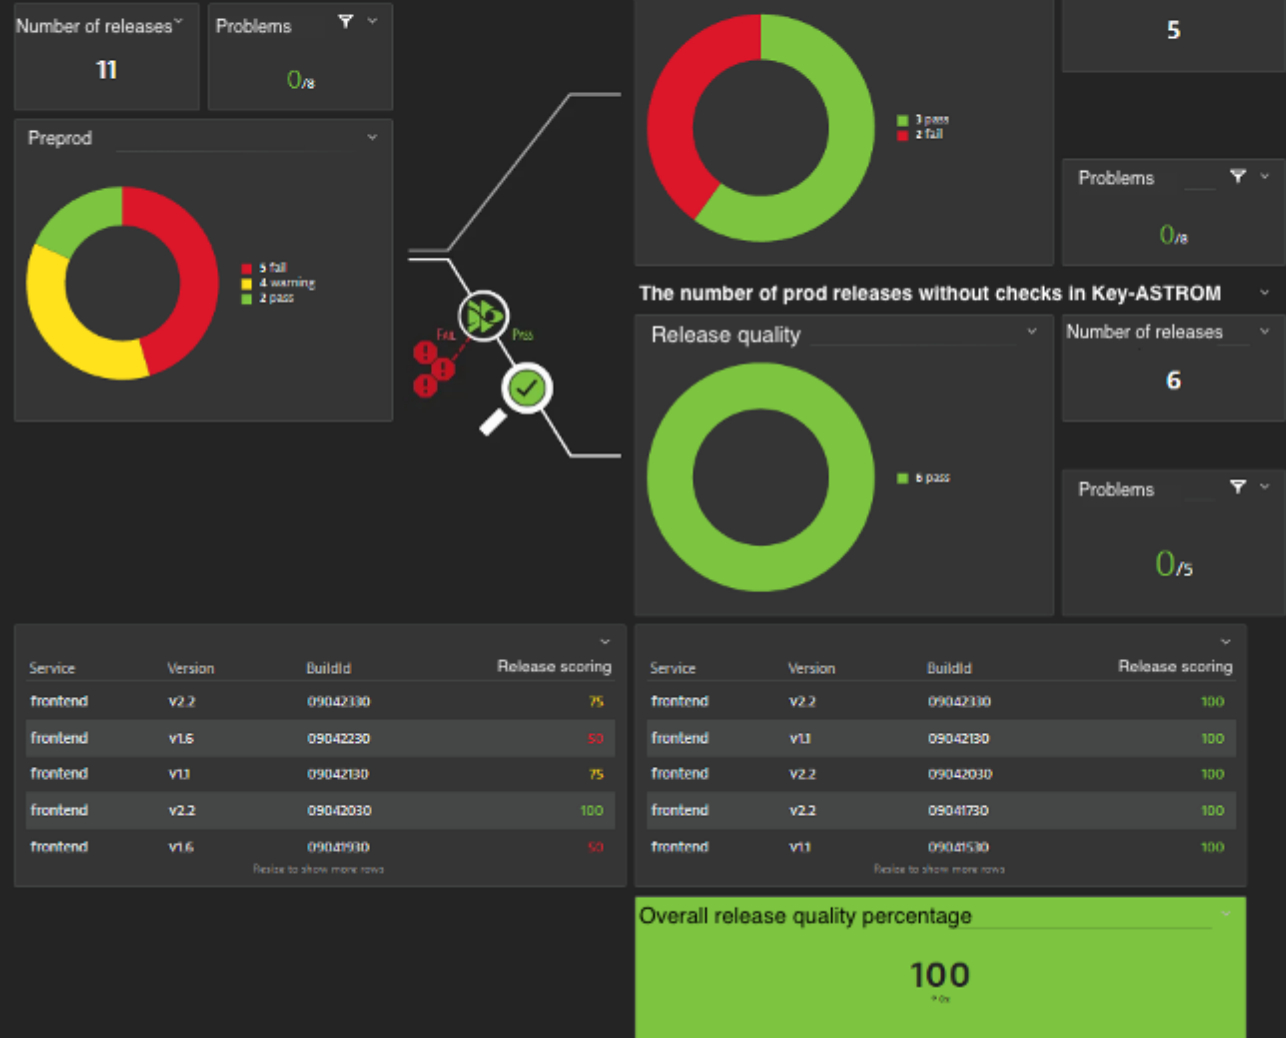 Number of releases
11
Problems
0/8
Preprod
5 fail
4 warning
2 pass
FAIL
PASS
3 pass
2 fail
5
Problems
0/8
The number of prod releases without checks in Key-ASTROM
Release quality
6 pass
Number of releases
6
Problems
0/5
Service Version BuildId Release scoring
frontend v2.2 09042330 75
frontend v1.6 09042230 50
frontend v1.1 09042130 75
frontend v2.2 09042030 100
frontend v1.6 09041930 50
Resize to show more rows
Service Version BuildId Release scoring
frontend v2.2 09042330 100
frontend v1.1 09042130 100
frontend v2.2 09042030 100
frontend v2.2 09041730 100
frontend v1.1 09041530 100
Resize to show more rows
Overall release quality percentage
100